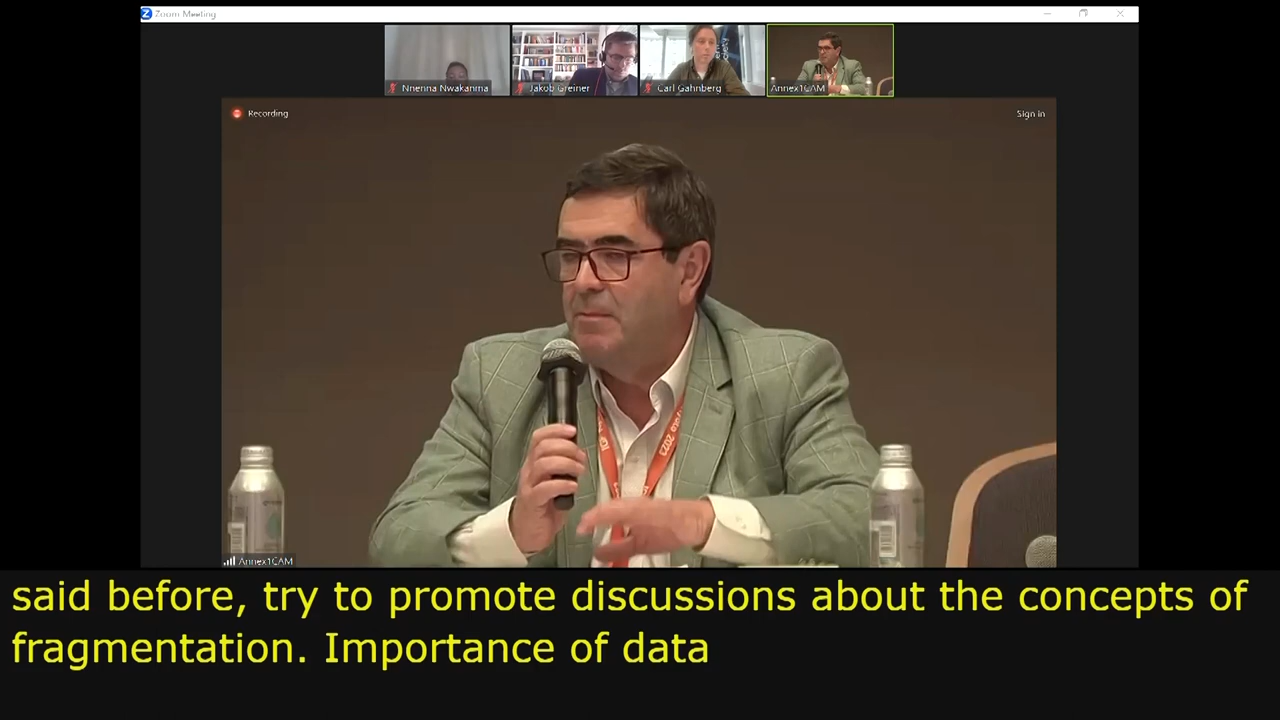 Zoom Meeting
Nnenna Nwakanma
Jakob Greiner
Carl Gahnberg
Annex1CAM
Recording
Sign in
2023
Annex1CAM
said before, try to promote discussions about the concepts of
fragmentation. Importance of data